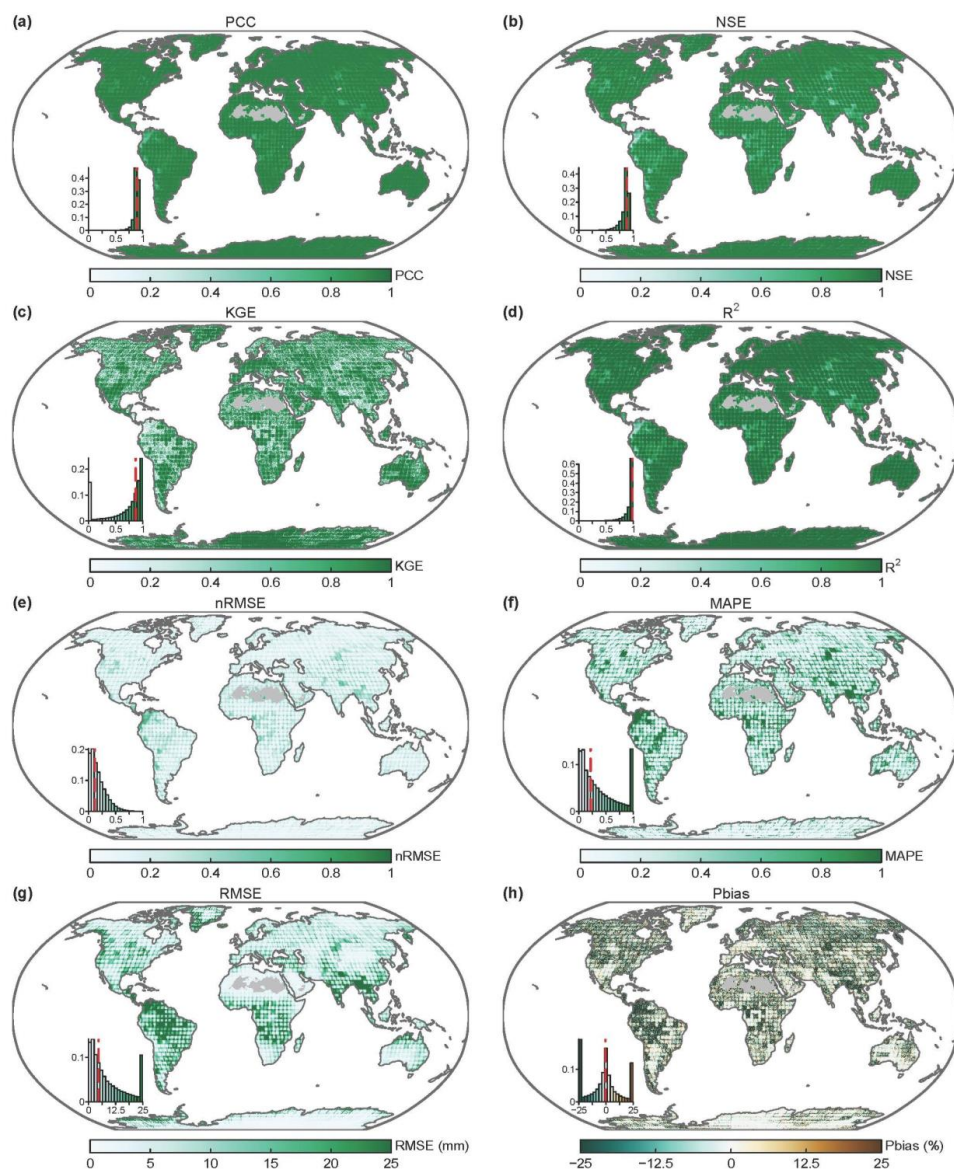 (a) PCC
(b) NSE
0.4
0.3
0.2
0.1
0
0 0.5 1
0.4
0.3
0.2
0.1
0
0 0.5 1
PCC
0 0.2 0.4 0.6 0.8 1
NSE
0 0.2 0.4 0.6 0.8 1
(c) KGE
(d) R²
0.2
0.1
0
0 0.5 1
0.6
0.5
0.4
0.3
0.2
0.1
0
0 0.5 1
KGE
0 0.2 0.4 0.6 0.8 1
R²
0 0.2 0.4 0.6 0.8 1
(e) nRMSE
(f) MAPE
0.2
0.1
0
0 0.5 1
0.1
0
0 0.5 1
nRMSE
0 0.2 0.4 0.6 0.8 1
MAPE
0 0.2 0.4 0.6 0.8 1
(g) RMSE
(h) Pbias
0.1
0
0 12.5 25
0.1
0
−25 0 25
RMSE (mm)
0 5 10 15 20 25
Pbias (%)
−25 −12.5 0 12.5 25